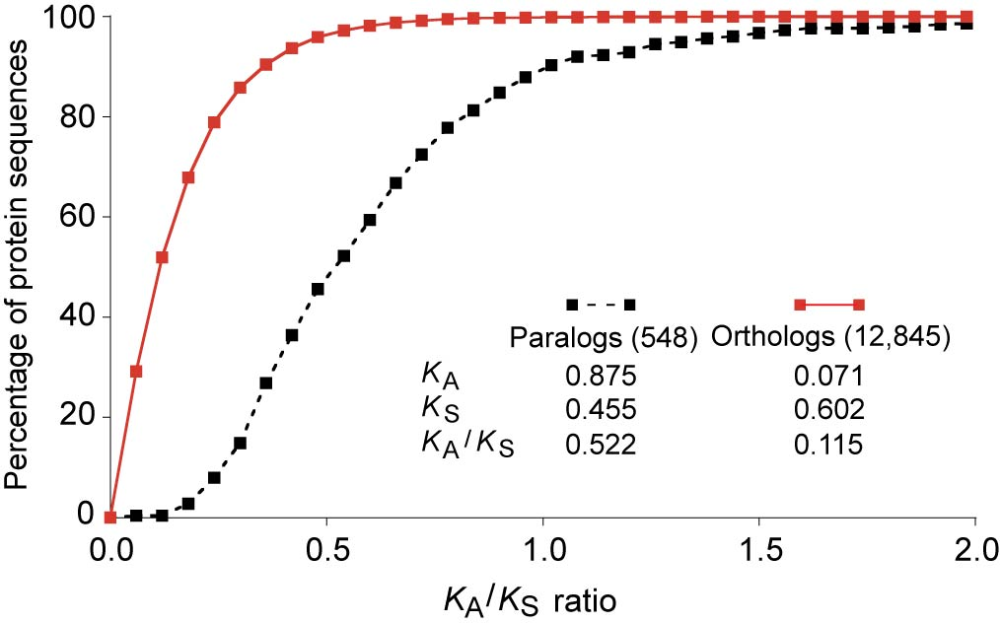 Percentage of protein sequences
100
80
60
40
20
0
0.0 0.5 1.0 1.5 2.0
KA/KS ratio
Paralogs (548) Orthologs (12,845)
KA 0.875 0.071
KS 0.455 0.602
KA/KS 0.522 0.115